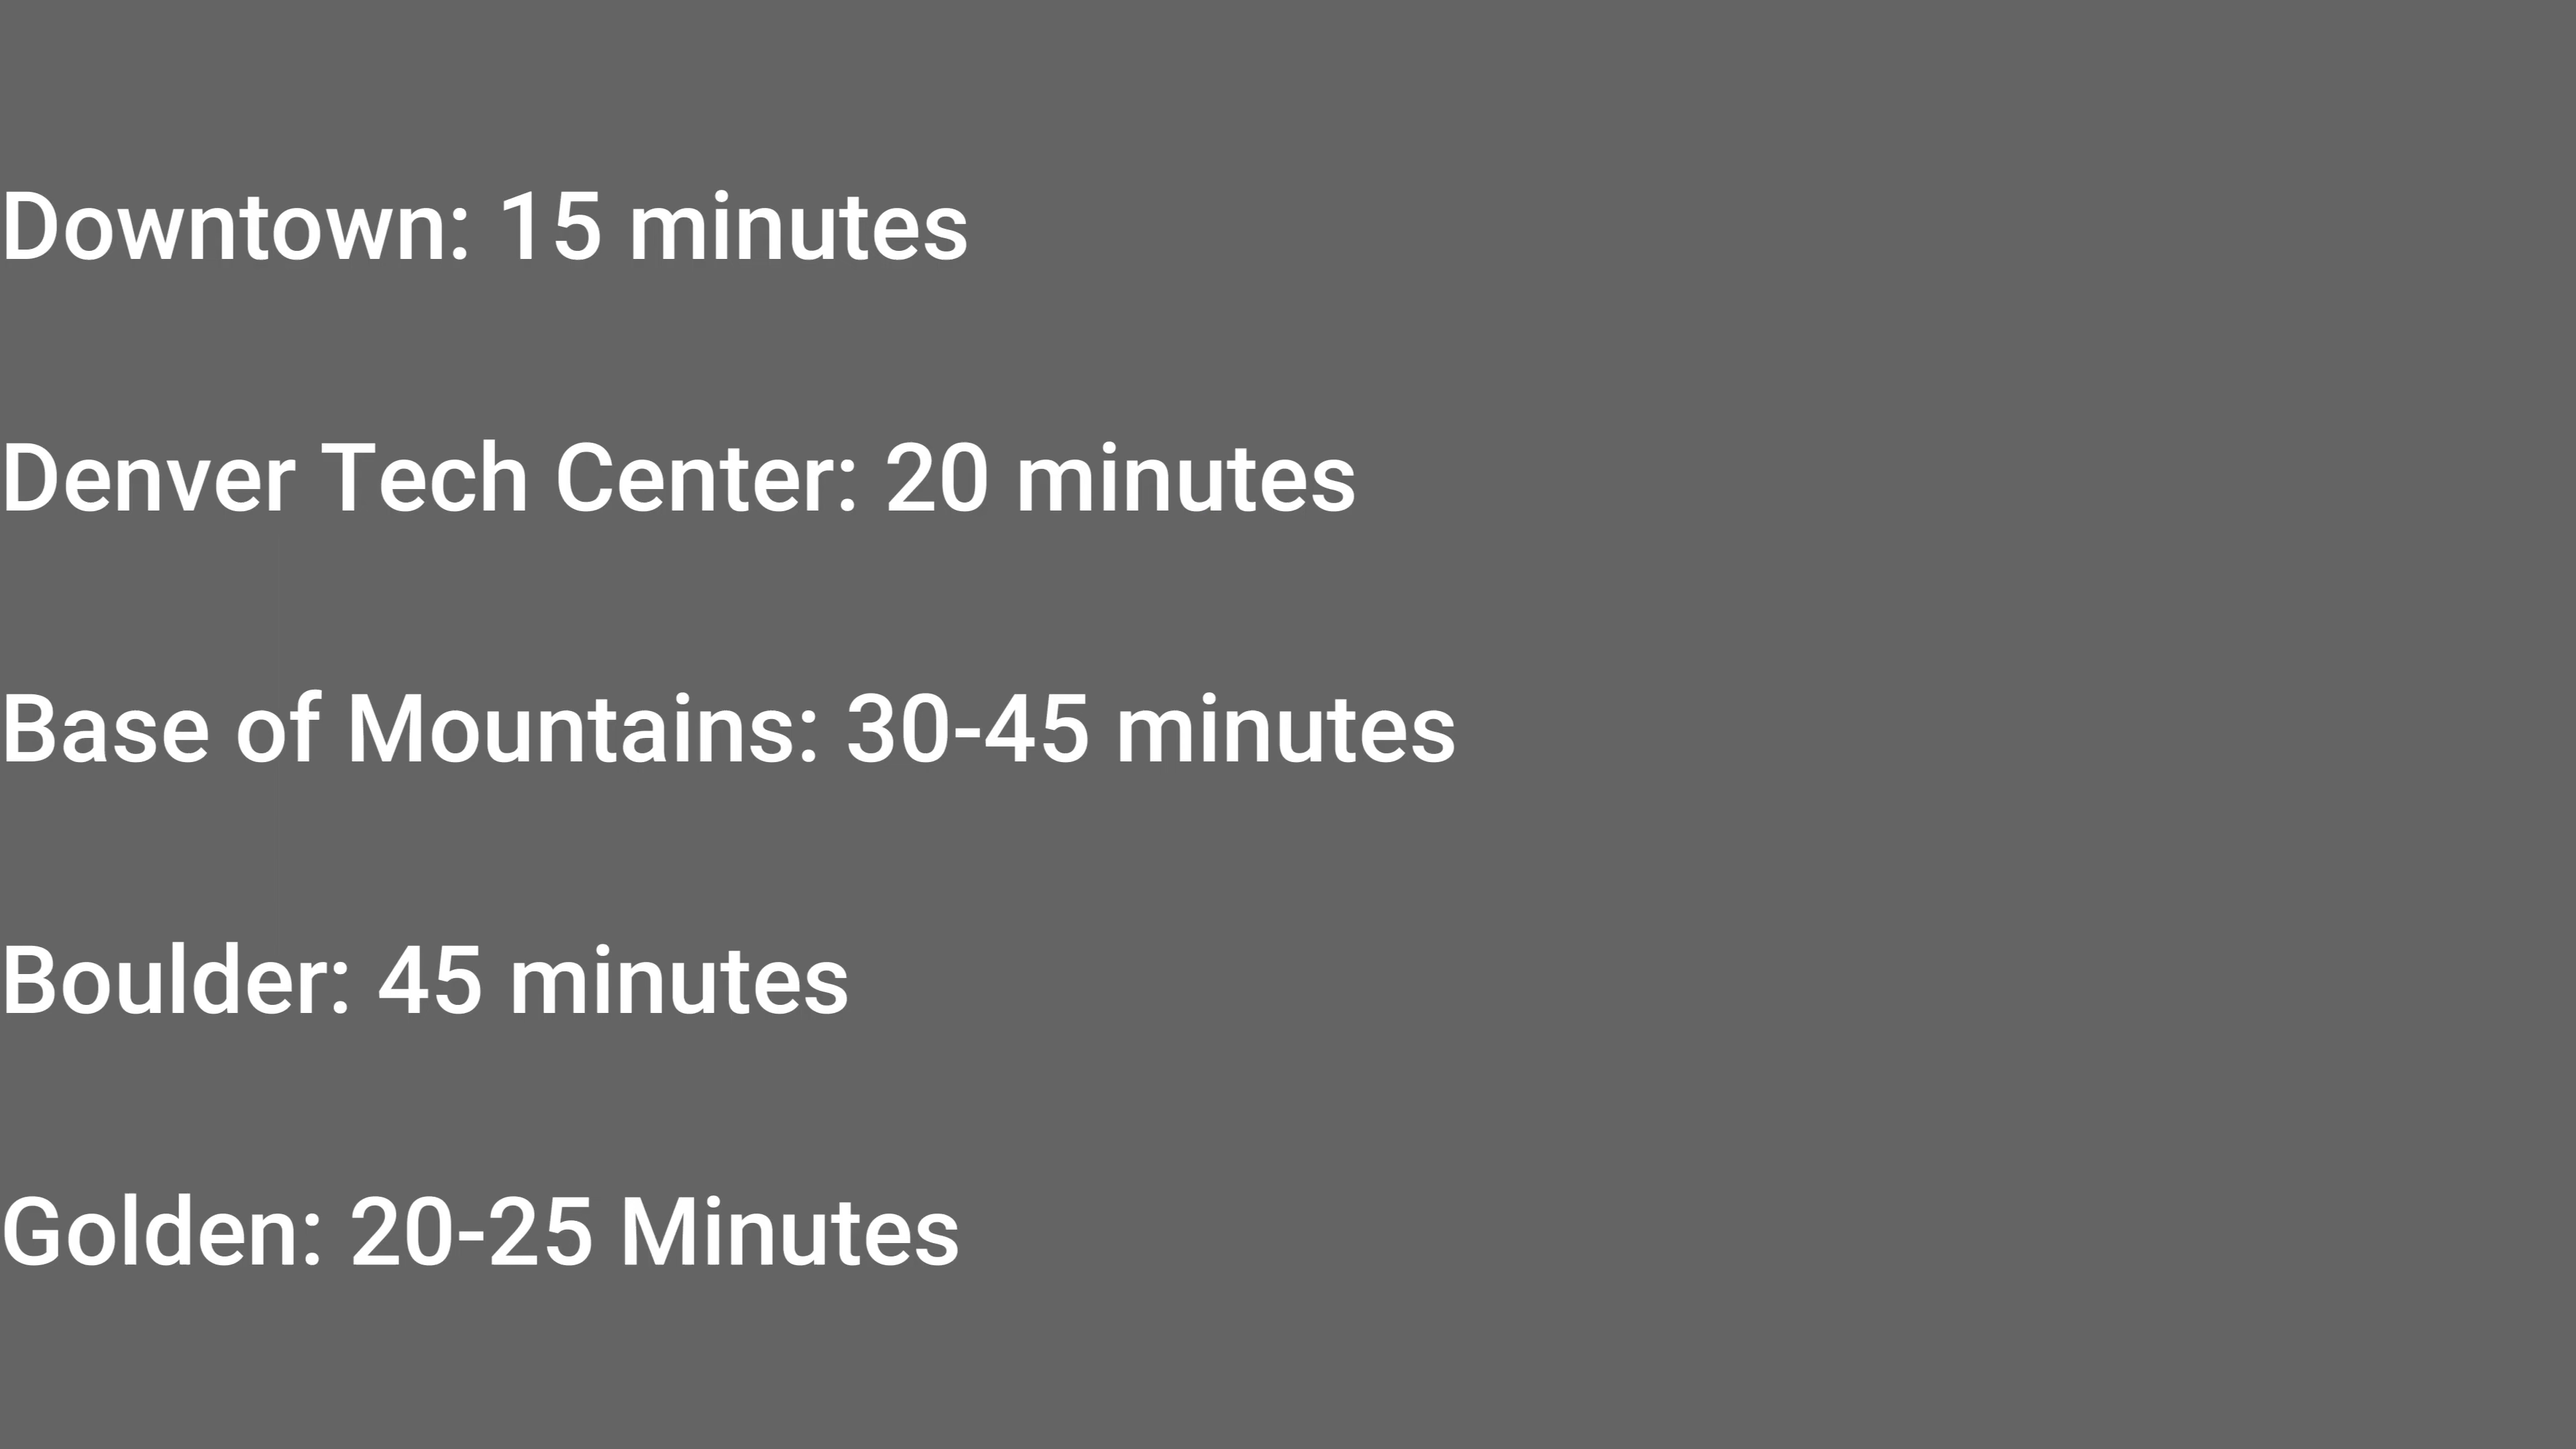 Downtown: 15 minutes
Denver Tech Center: 20 minutes
Base of Mountains: 30-45 minutes
Boulder: 45 minutes
Golden: 20-25 Minutes